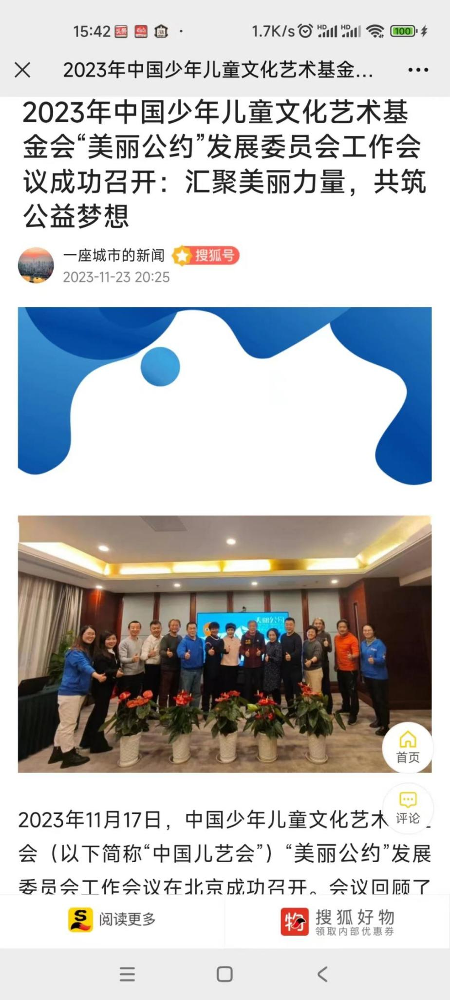 15:42 头条 看点 1.7K/s HD HD 100
2023年中国少年儿童文化艺术基金...
2023年中国少年儿童文化艺术基
金会“美丽公约”发展委员会工作会
议成功召开：汇聚美丽力量，共筑
公益梦想
一座城市的新闻 搜狐号
2023-11-23 20:25
美丽公约
首页
2023年11月17日，中国少年儿童文化艺术
评论
会（以下简称“中国儿艺会”）“美丽公约”发展
委员会工作会议在北京成功召开。会议回顾了
阅读更多
物 搜狐好物
领取内部优惠券